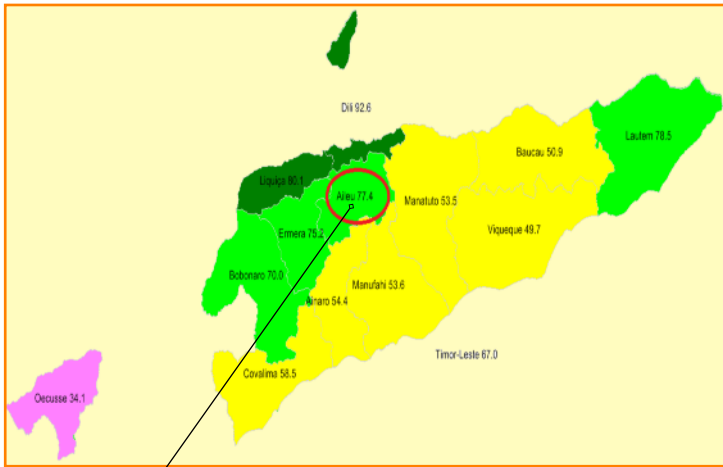 Dili 92.6
Lautem 78.5
Baucau 50.9
Liquiça 80.1
Aileu 77.4
Manatuto 53.5
Viqueque 49.7
Ermera 75.2
Bobonaro 70.0
Manufahi 53.6
Ainaro 54.4
Timor-Leste 67.0
Covalima 58.5
Oecusse 34.1